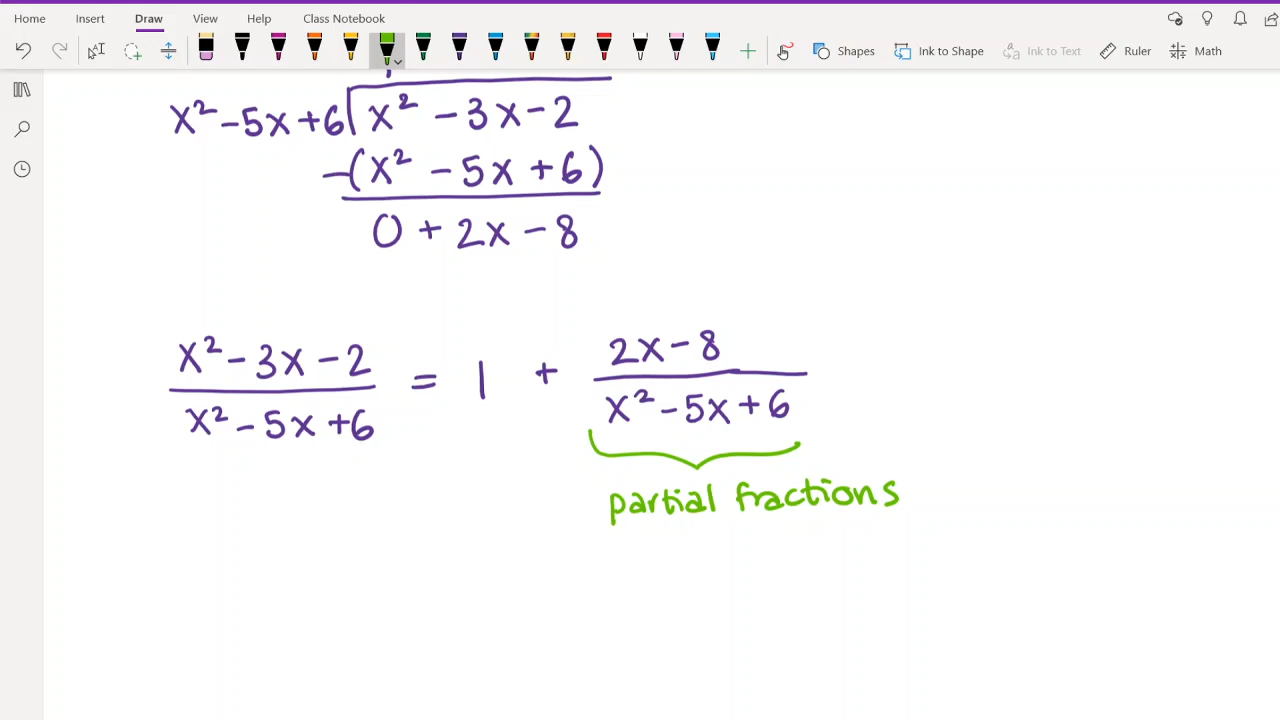 Home Insert Draw View Help Class Notebook
Shapes Ink to Shape Ink to Text Ruler Math
x² - 5x + 6 x² - 3x - 2
-(x² - 5x + 6)
0 + 2x - 8
x² - 3x - 2 2x - 8
= 1 +
x² - 5x + 6 x² - 5x + 6
partial fractions